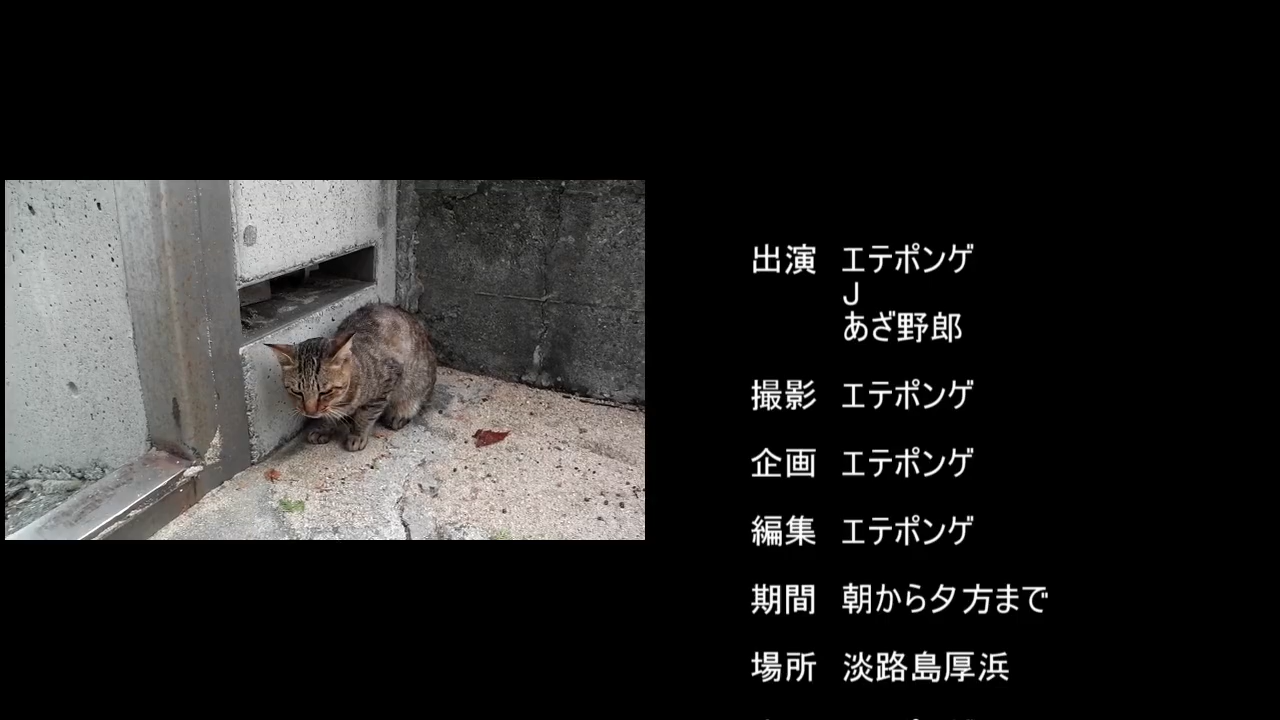 出演 エテポンゲ
J
あざ野郎
撮影 エテポンゲ
企画 エテポンゲ
編集 エテポンゲ
期間 朝から夕方まで
場所 淡路島厚浜